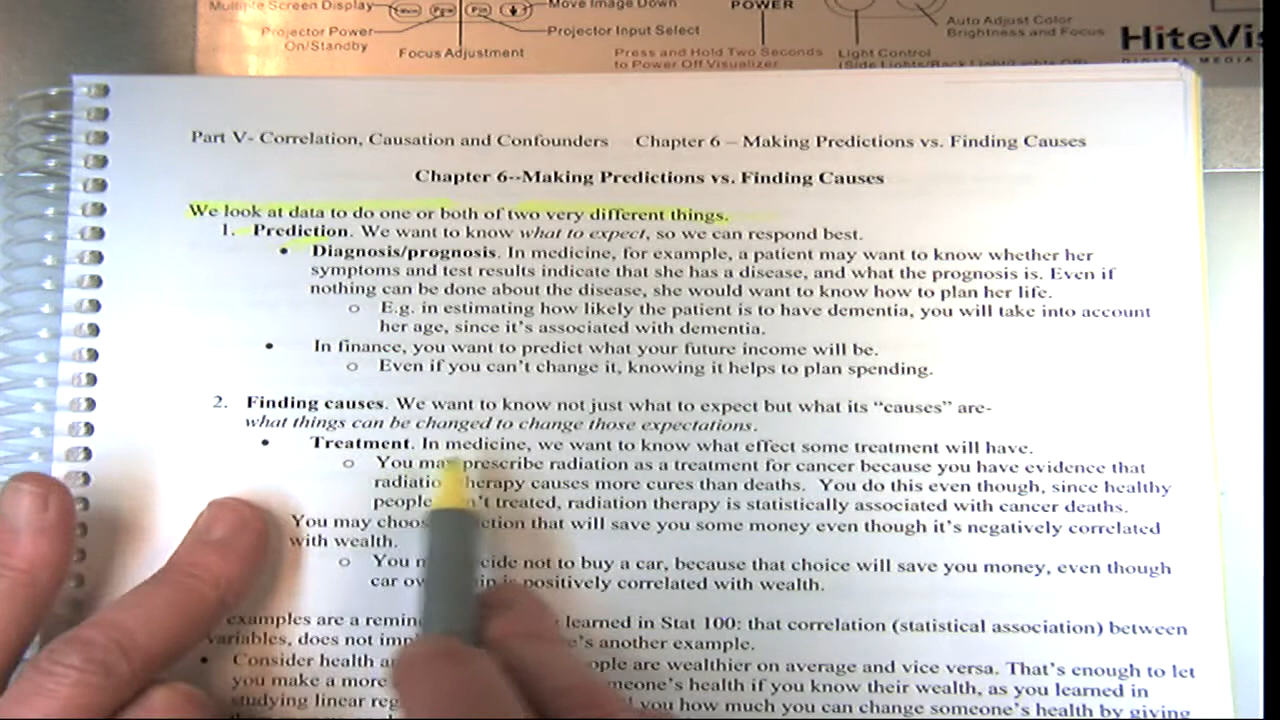 Multiple Screen Display
Move Image Down
POWER
Projector Power
On/Standby
Projector Input Select
Focus Adjustment
Press and Hold Two Seconds
to Power Off Visualizer
Light Control
Auto Adjust Color
Brightness and Focus
HiteVis
DIGITAL MEDIA
Part V- Correlation, Causation and Confounders Chapter 6 – Making Predictions vs. Finding Causes
Chapter 6--Making Predictions vs. Finding Causes
We look at data to do one or both of two very different things.
1. Prediction. We want to know what to expect, so we can respond best.
• Diagnosis/prognosis. In medicine, for example, a patient may want to know whether her
symptoms and test results indicate that she has a disease, and what the prognosis is. Even if
nothing can be done about the disease, she would want to know how to plan her life.
o E.g. in estimating how likely the patient is to have dementia, you will take into account
her age, since it's associated with dementia.
• In finance, you want to predict what your future income will be.
o Even if you can't change it, knowing it helps to plan spending.
2. Finding causes. We want to know not just what to expect but what its “causes” are-
what things can be changed to change those expectations.
• Treatment. In medicine, we want to know what effect some treatment will have.
o You may prescribe radiation as a treatment for cancer because you have evidence that
radiatio herapy causes more cures than deaths. You do this even though, since healthy
people 't treated, radiation therapy is statistically associated with cancer deaths.
You may choos ction that will save you some money even though it's negatively correlated
with wealth.
o You cide not to buy a car, because that choice will save you money, even though
car ow is positively correlated with wealth.
examples are a remin learned in Stat 100: that correlation (statistical association) between
variables, does not imp 's another example.
• Consider health a ople are wealthier on average and vice versa. That's enough to let
you make a more meone's health if you know their wealth, as you learned in
studying linear reg you how much you can change someone's health by giving